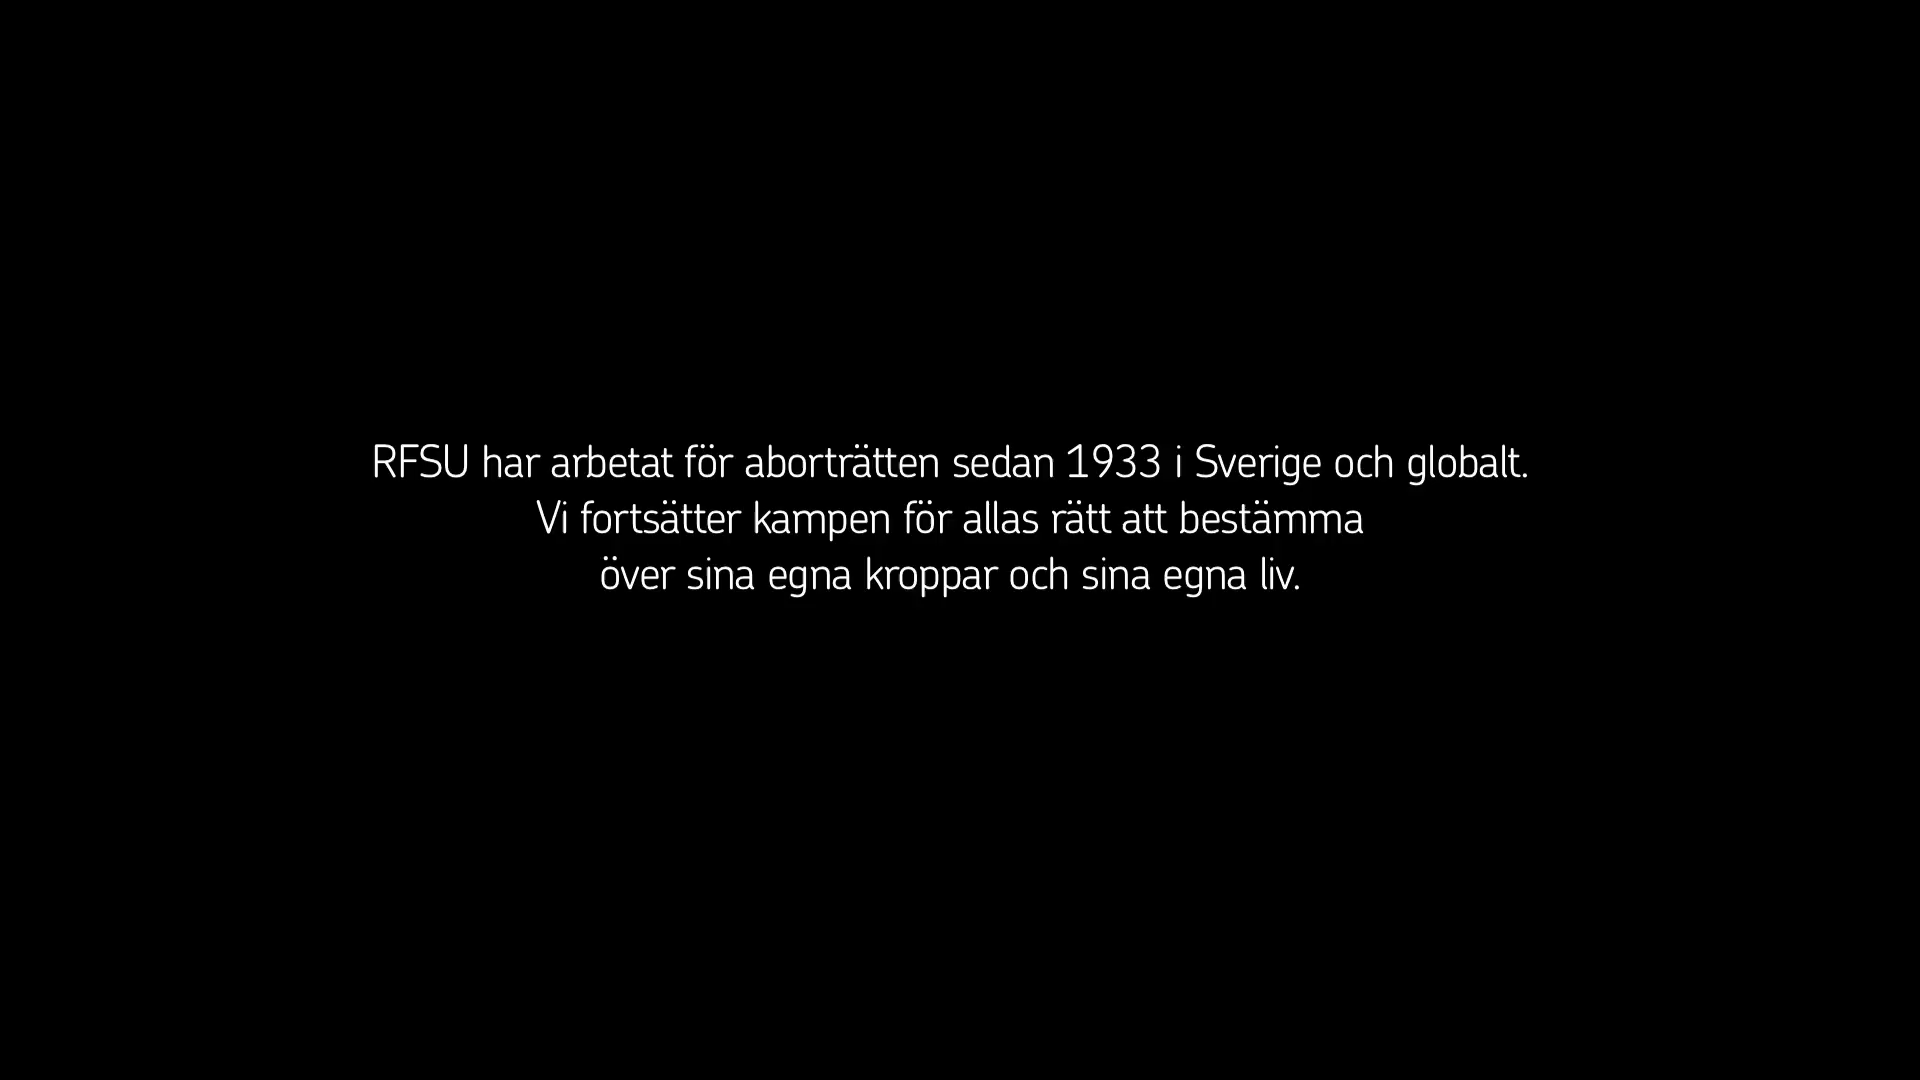 RFSU har arbetat för aborträtten sedan 1933 i Sverige och globalt.
Vi fortsätter kampen för allas rätt att bestämma
över sina egna kroppar och sina egna liv.